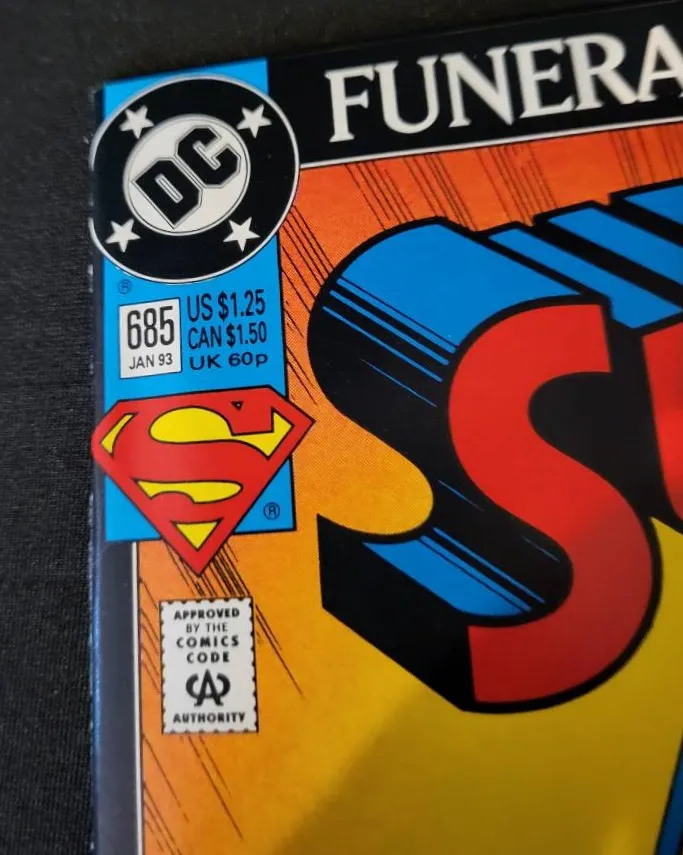 FUNERA
DC
®
685
JAN 93
US $1.25
CAN $1.50
UK 60p
S
®
S
APPROVED
BY THE
COMICS
CODE
CA
AUTHORITY